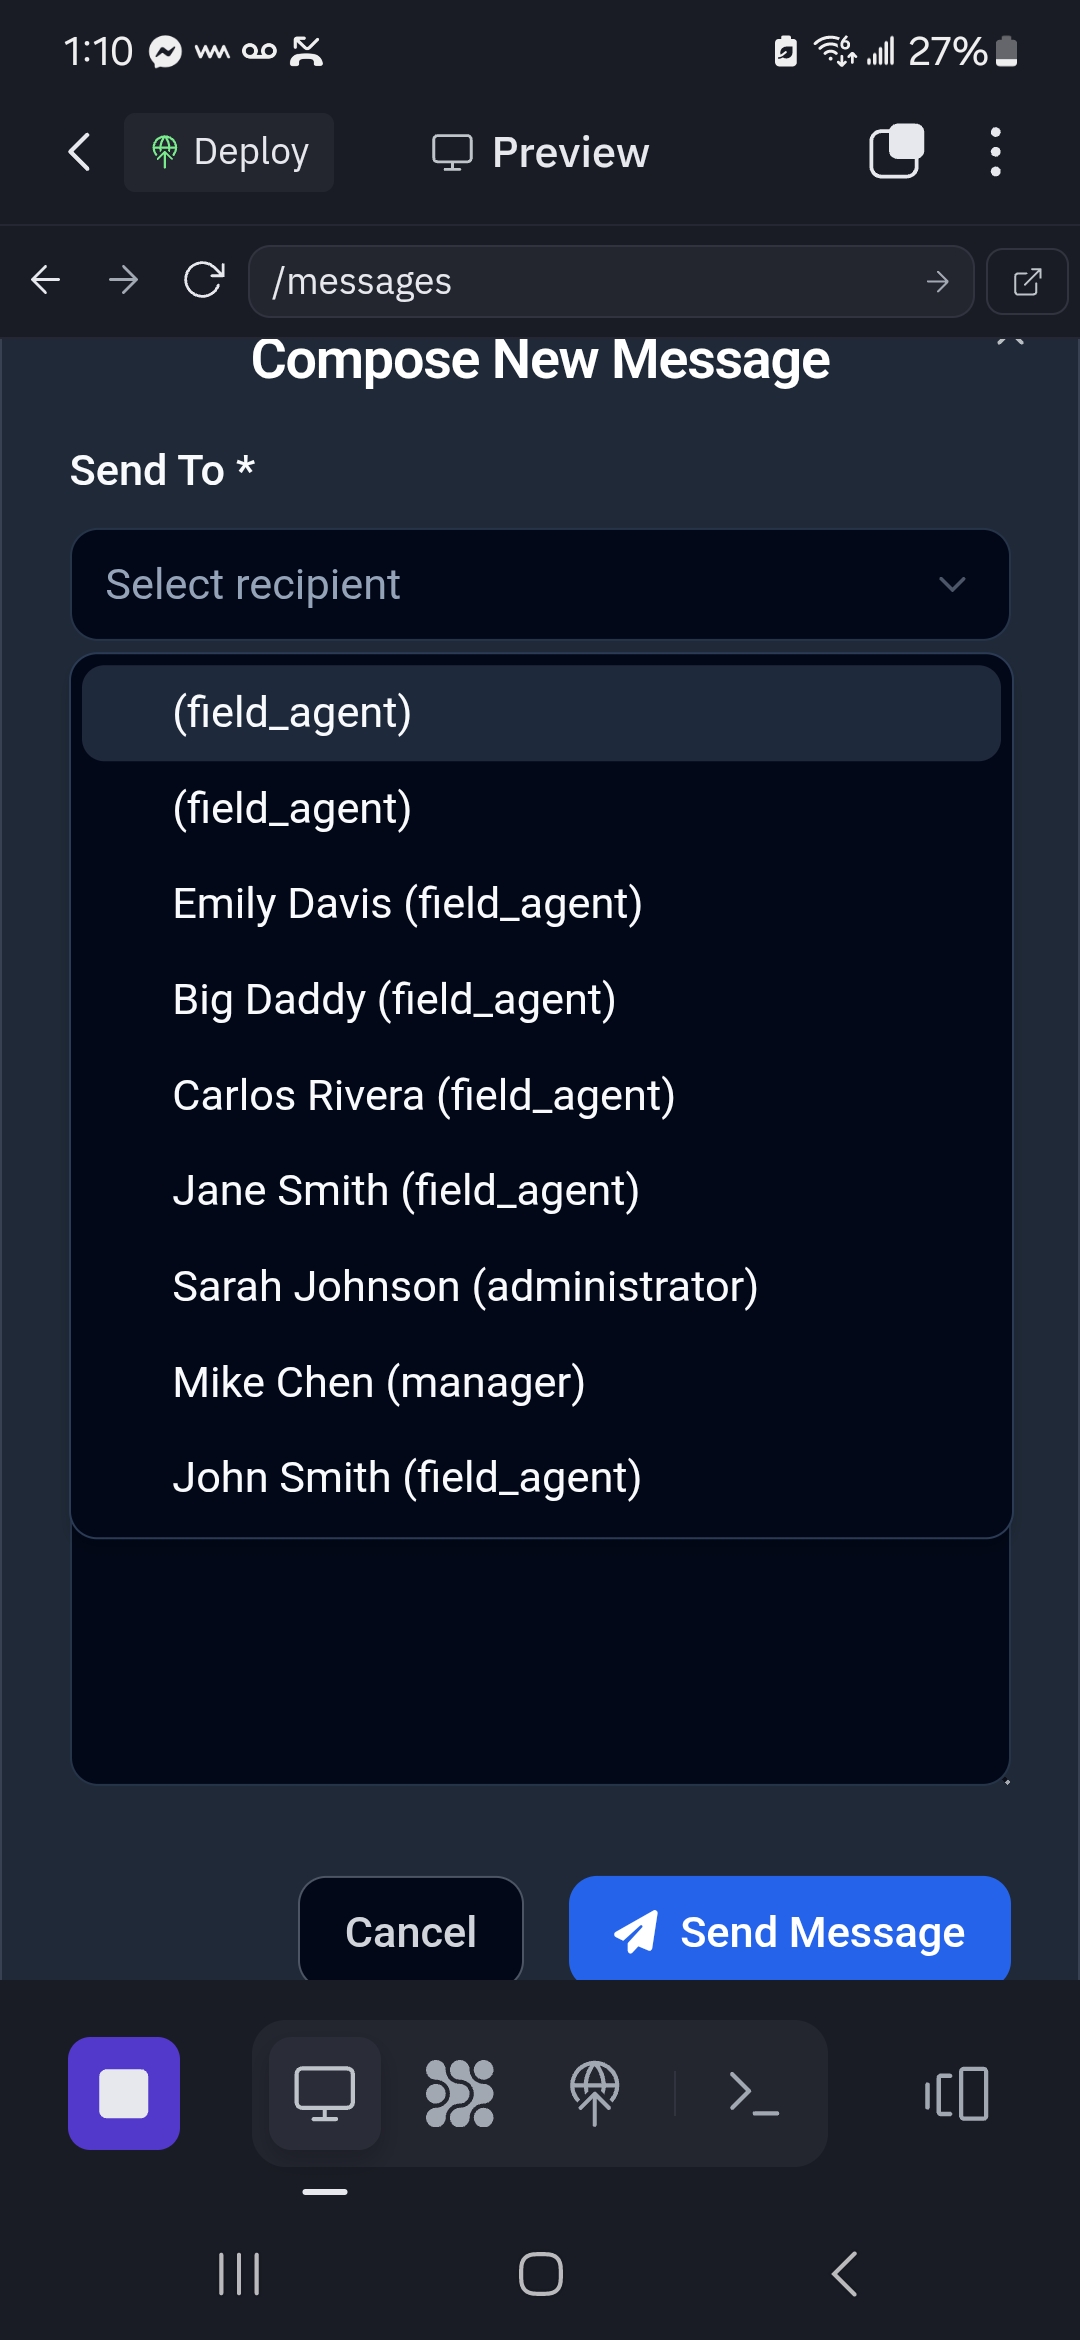 1:10
27%
Deploy
Preview
/messages
Compose New Message
Send To *
Select recipient
(field_agent)
(field_agent)
Emily Davis (field_agent)
Big Daddy (field_agent)
Carlos Rivera (field_agent)
Jane Smith (field_agent)
Sarah Johnson (administrator)
Mike Chen (manager)
John Smith (field_agent)
Cancel
Send Message